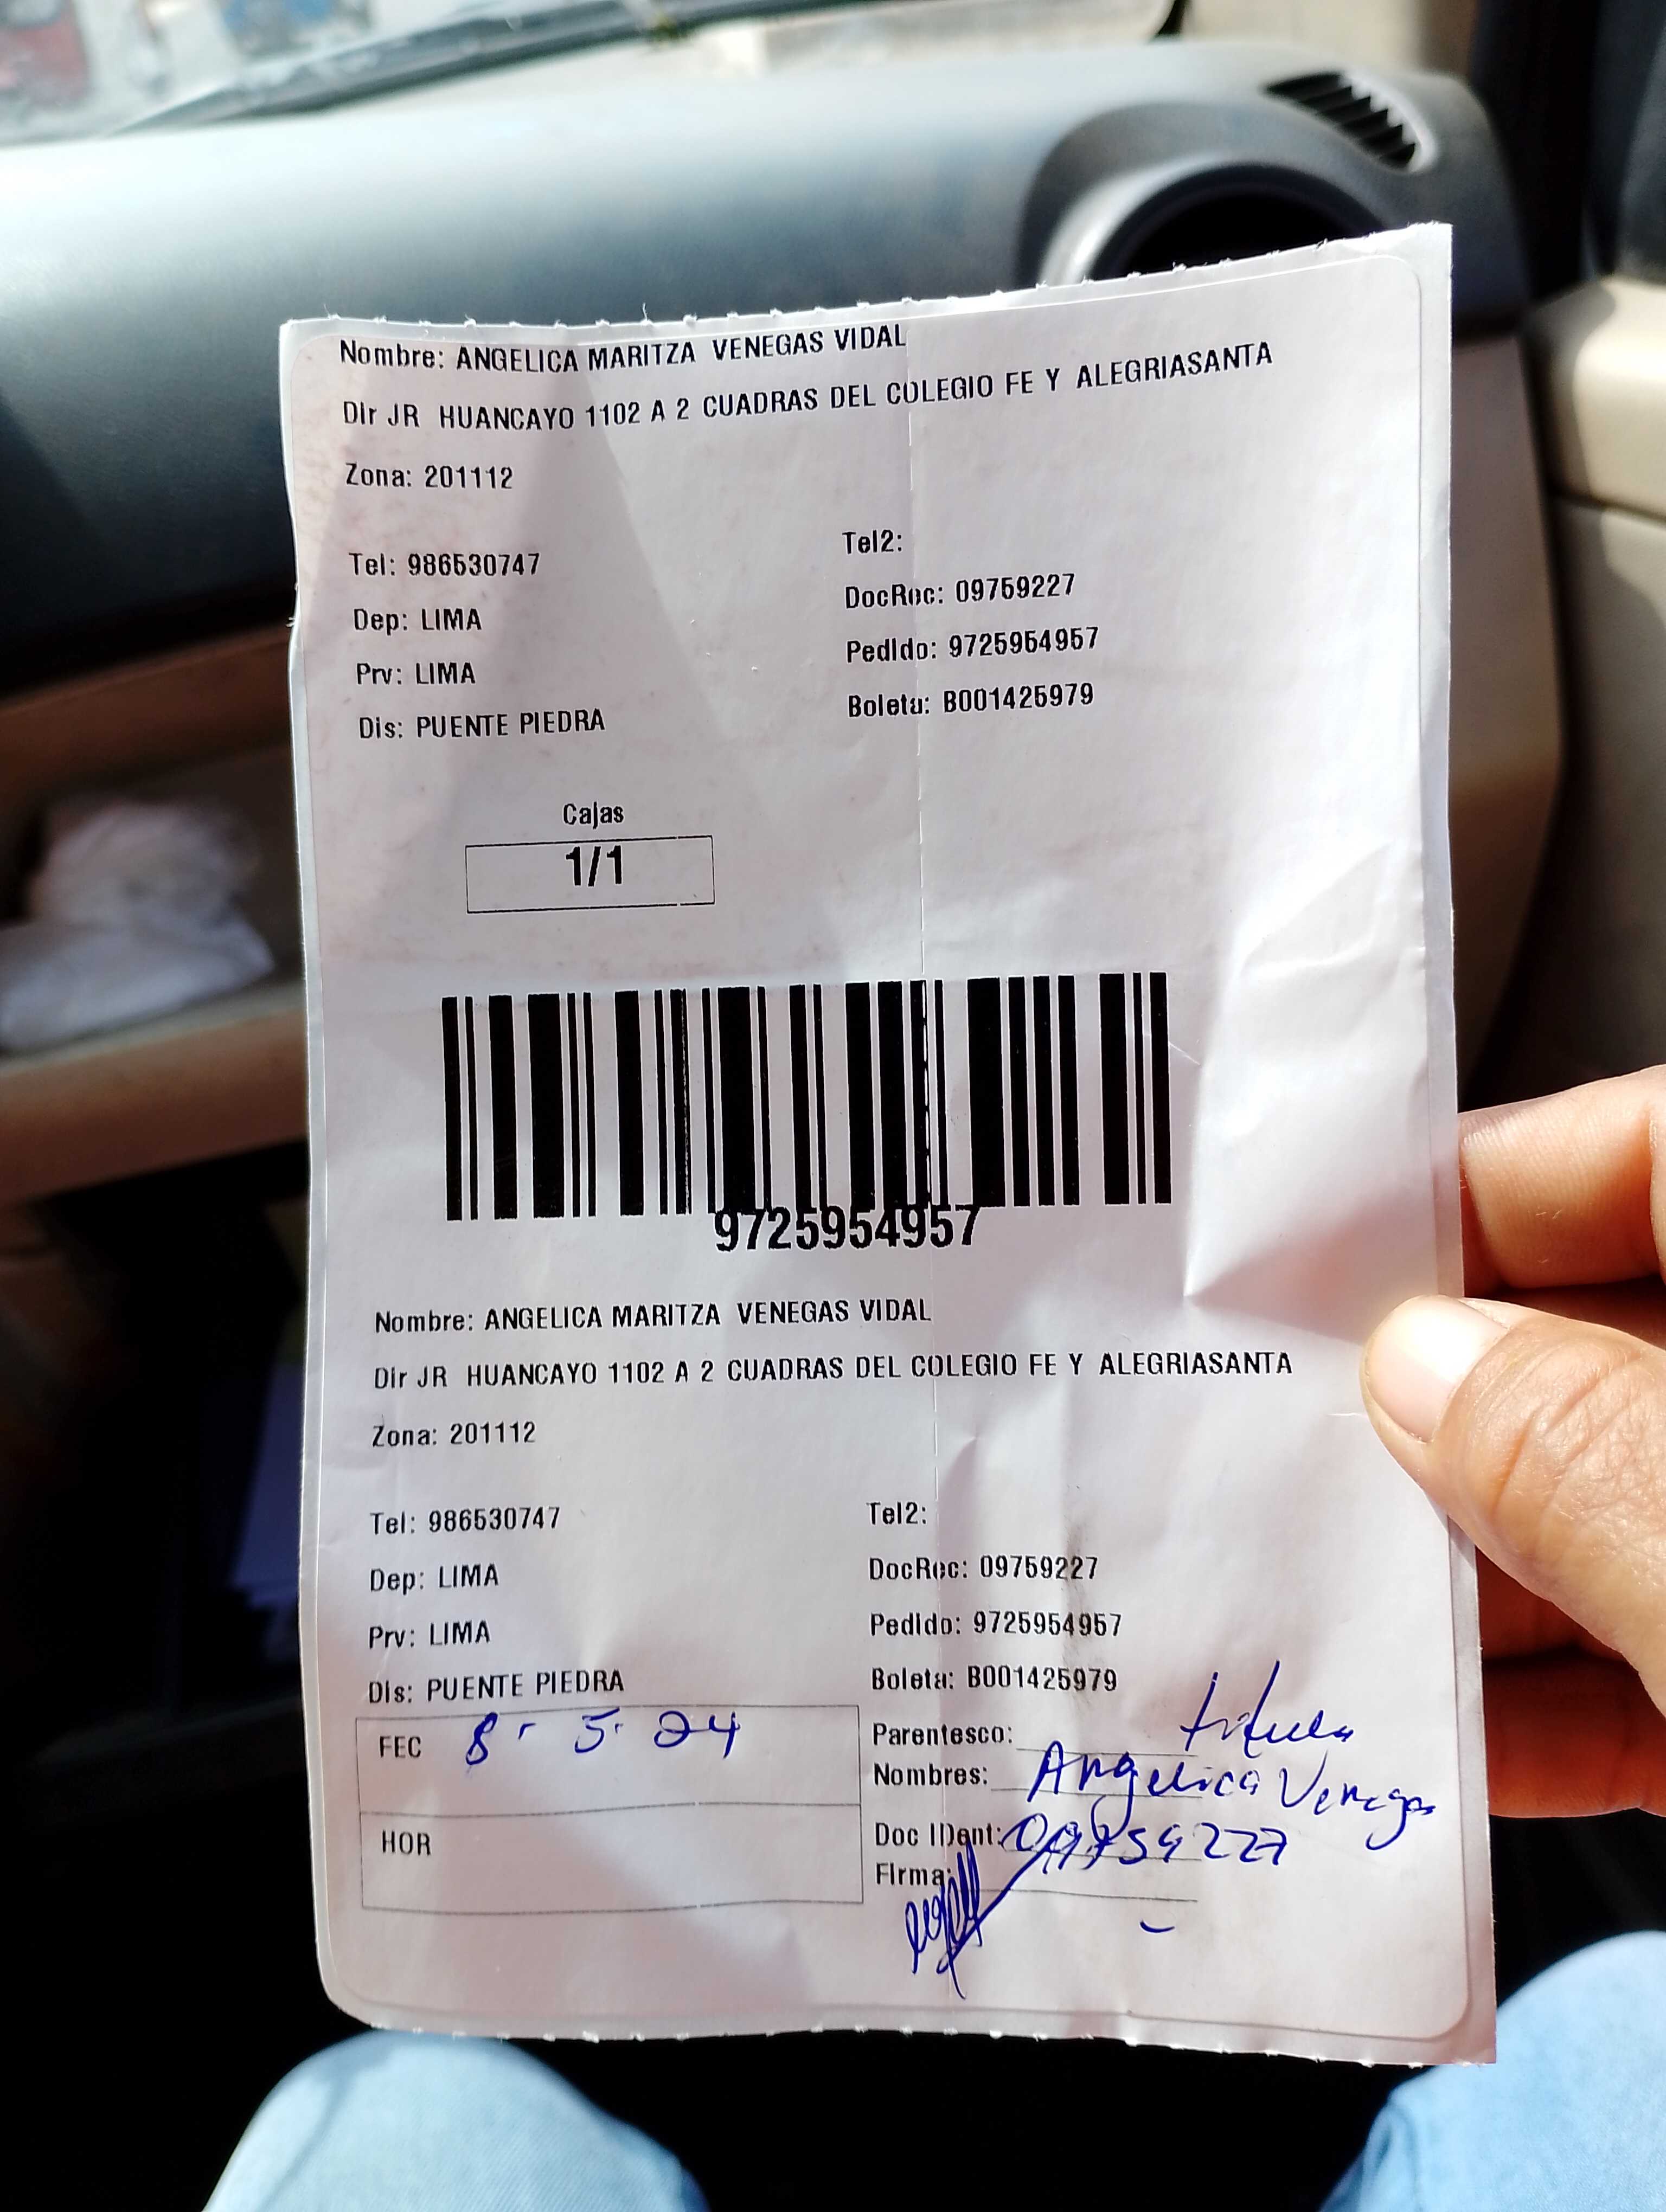 Nombre: ANGELICA MARITZA VENEGAS VIDAL
Dir JR HUANCAYO 1102 A 2 CUADRAS DEL COLEGIO FE Y ALEGRIASANTA
Zona: 201112
Tel: 986530747
Tel2:
Dep: LIMA
DocRec: 09759227
Prv: LIMA
Pedido: 9725954957
Dis: PUENTE PIEDRA
Boleta: B001425979
Cajas
1/1
9725954957
Nombre: ANGELICA MARITZA VENEGAS VIDAL
Dir JR HUANCAYO 1102 A 2 CUADRAS DEL COLEGIO FE Y ALEGRIASANTA
Zona: 201112
Tel: 986530747
Tel2:
Dep: LIMA
DocRec: 09759227
Prv: LIMA
Pedido: 9725954957
Dis: PUENTE PIEDRA
Boleta: B001425979
FEC 8- 5- 24
Parentesco:
Nombres: Angelica Venegas
HOR
Doc IDent: 09759227
Firma: